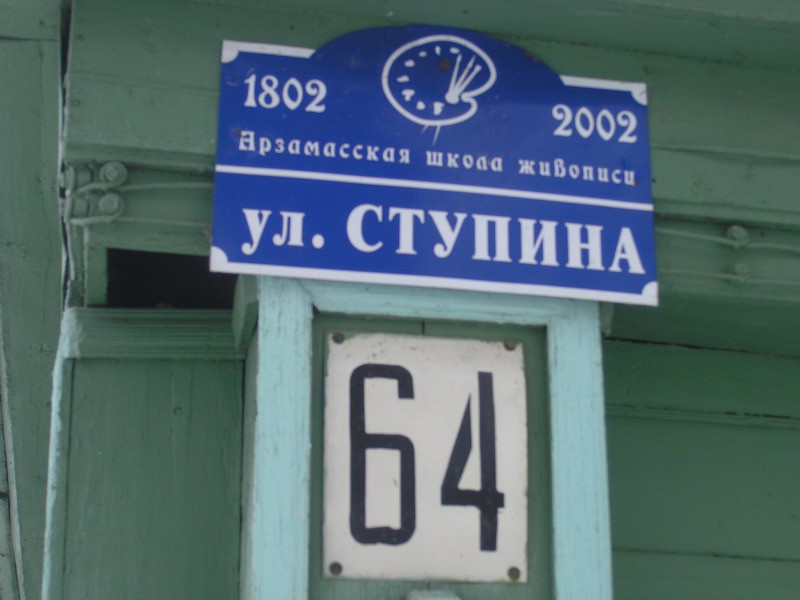 1802 2002
Арзамасская школа живописи
ул. СТУПИНА
64